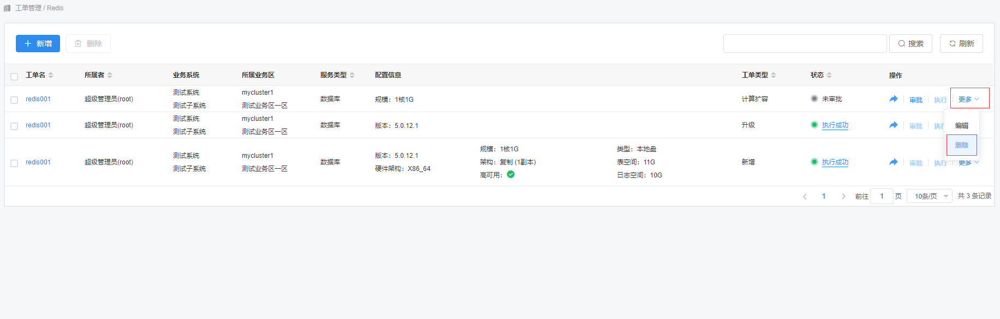 工单管理 / Redis
新增 删除 搜索 刷新
工单名 所属者 业务系统 所属业务区 服务类型 配置信息 工单类型 状态 操作
redis001 超级管理员(root) 测试系统 测试子系统 mycluster1 测试业务区一区 数据库 规模：1核1G 计算扩容 未审批 审批 执行 更多
redis001 超级管理员(root) 测试系统 测试子系统 mycluster1 测试业务区一区 数据库 版本：5.0.12.1 升级 执行成功 审批 执行
编辑
删除
redis001 超级管理员(root) 测试系统 测试子系统 mycluster1 测试业务区一区 数据库 版本：5.0.12.1 硬件架构：X86_64 规模：1核1G 架构：复制 (1副本) 高可用： 类型：本地盘 表空间：11G 日志空间：10G 新增 执行成功 审批 执行 更多
1 前往 1 页 10条/页 共 3 条记录